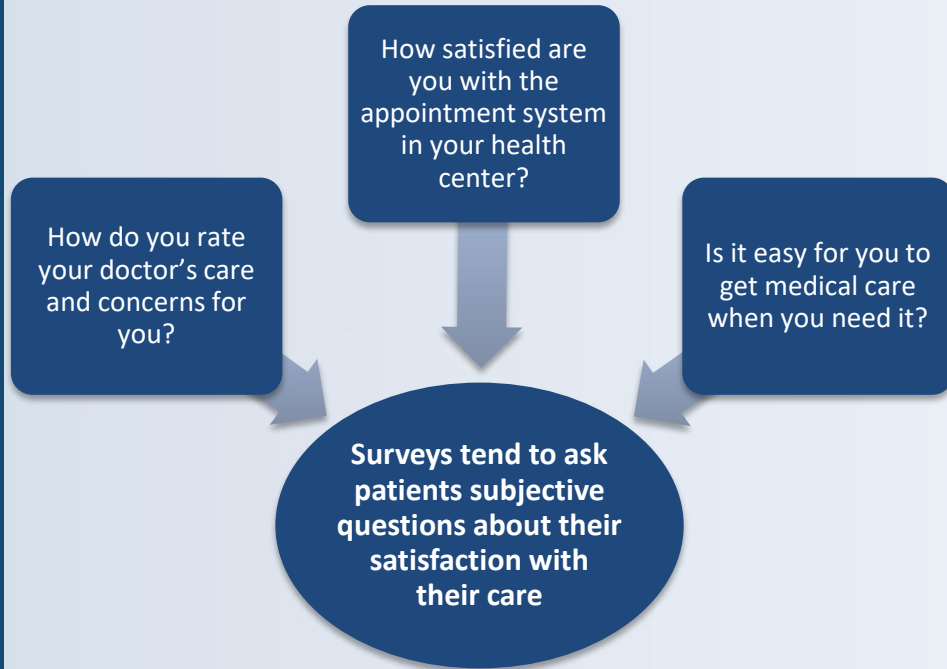 How satisfied are
you with the
appointment system
in your health
center?
How do you rate
your doctor’s care
and concerns for
you?
Is it easy for you to
get medical care
when you need it?
Surveys tend to ask
patients subjective
questions about their
satisfaction with
their care